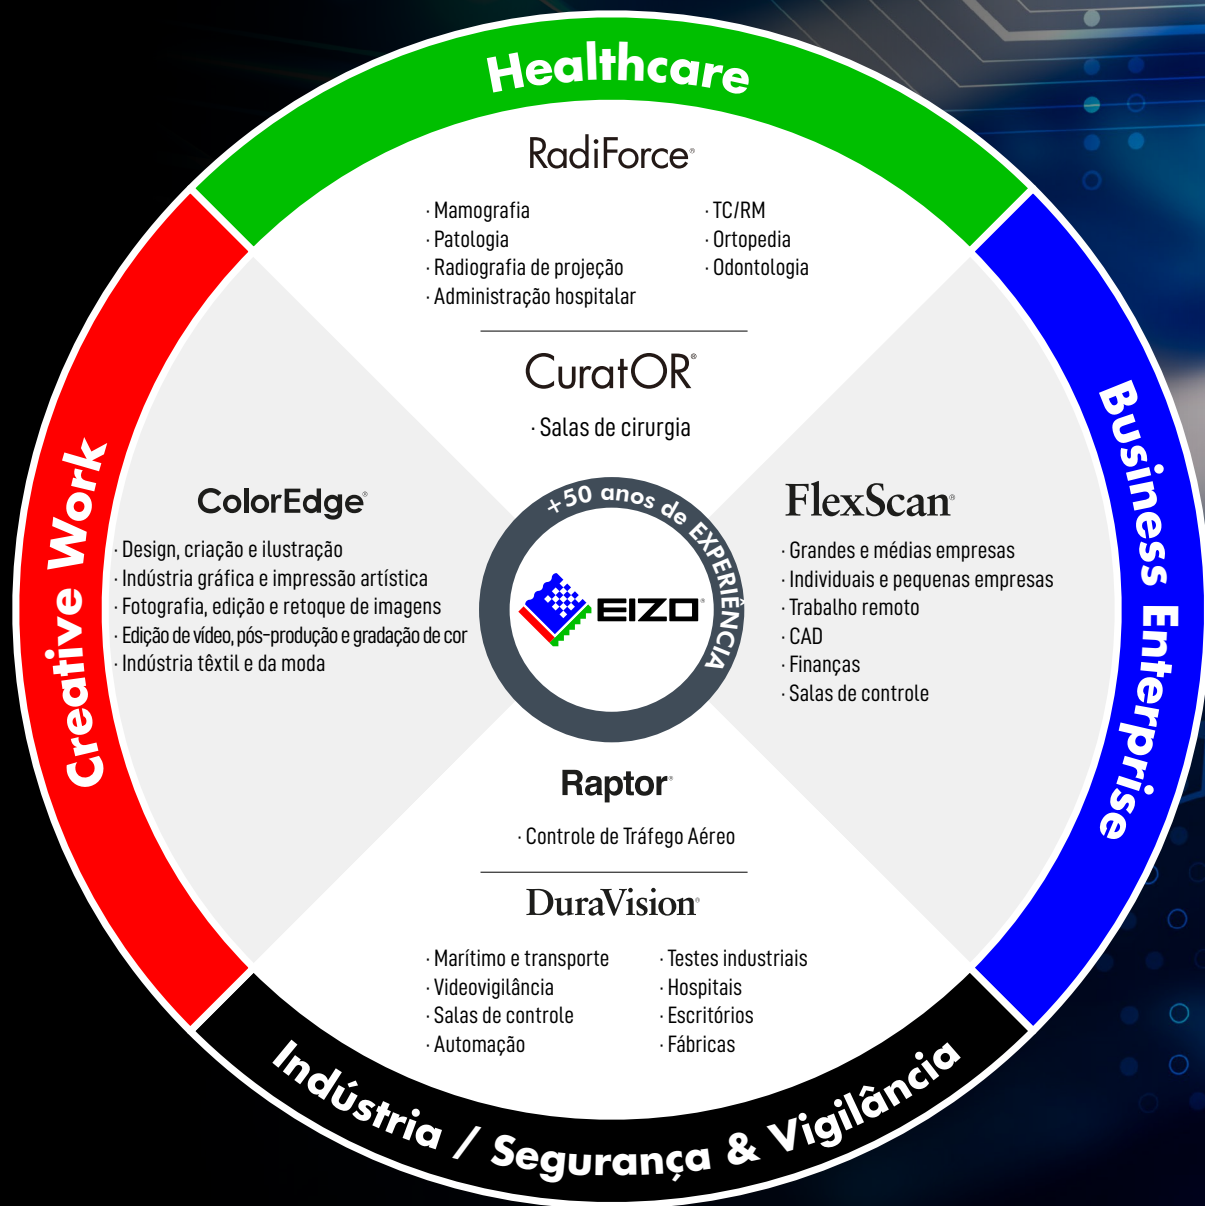 Healthcare
RadiForce®
· Mamografia
· Patologia
· Radiografia de projeção
· Administração hospitalar
· TC/RM
· Ortopedia
· Odontologia
CuratOR®
· Salas de cirurgia
Creative Work
ColorEdge®
· Design, criação e ilustração
· Indústria gráfica e impressão artística
· Fotografia, edição e retoque de imagens
· Edição de vídeo, pós-produção e gradação de cor
· Indústria têxtil e da moda
+50 anos de EXPERIÊNCIA
EIZO®
Business Enterprise
FlexScan®
· Grandes e médias empresas
· Individuais e pequenas empresas
· Trabalho remoto
· CAD
· Finanças
· Salas de controle
Raptor®
· Controle de Tráfego Aéreo
DuraVision®
· Marítimo e transporte
· Videovigilância
· Salas de controle
· Automação
· Testes industriais
· Hospitais
· Escritórios
· Fábricas
Indústria / Segurança & Vigilância